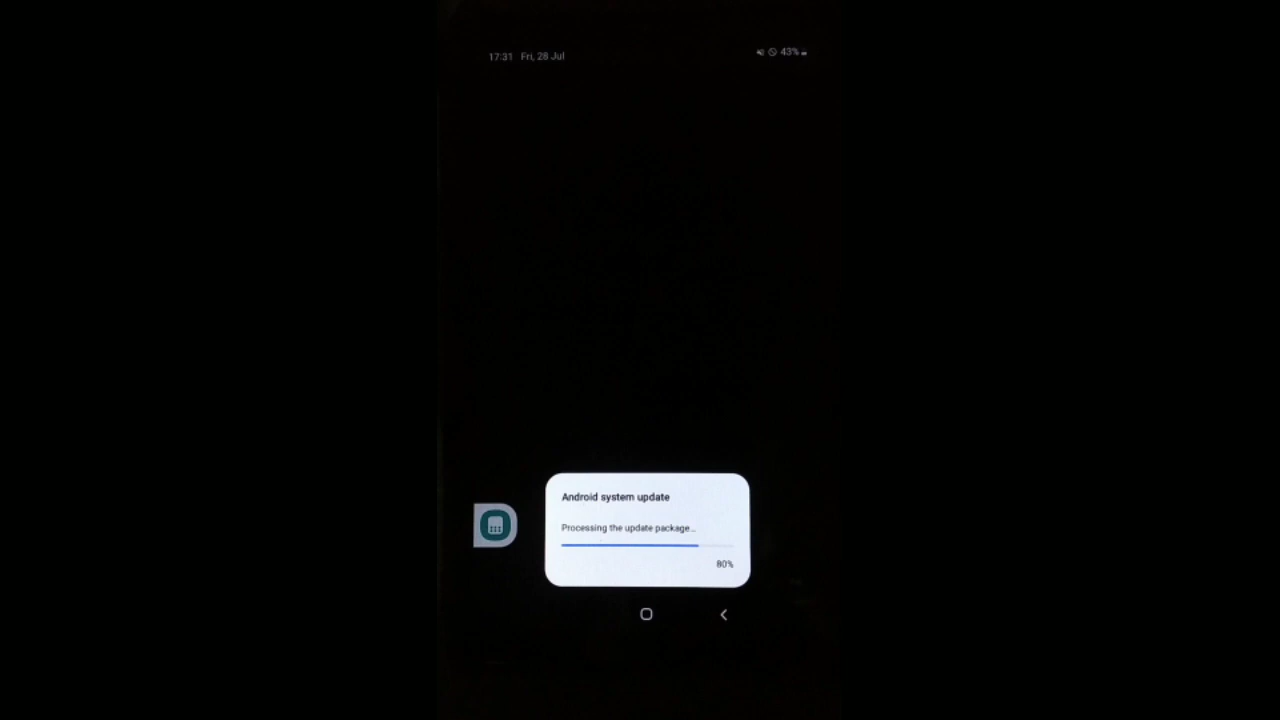 17:31 Fri, 28 Jul 43%
Android system update
Processing the update package...
80%